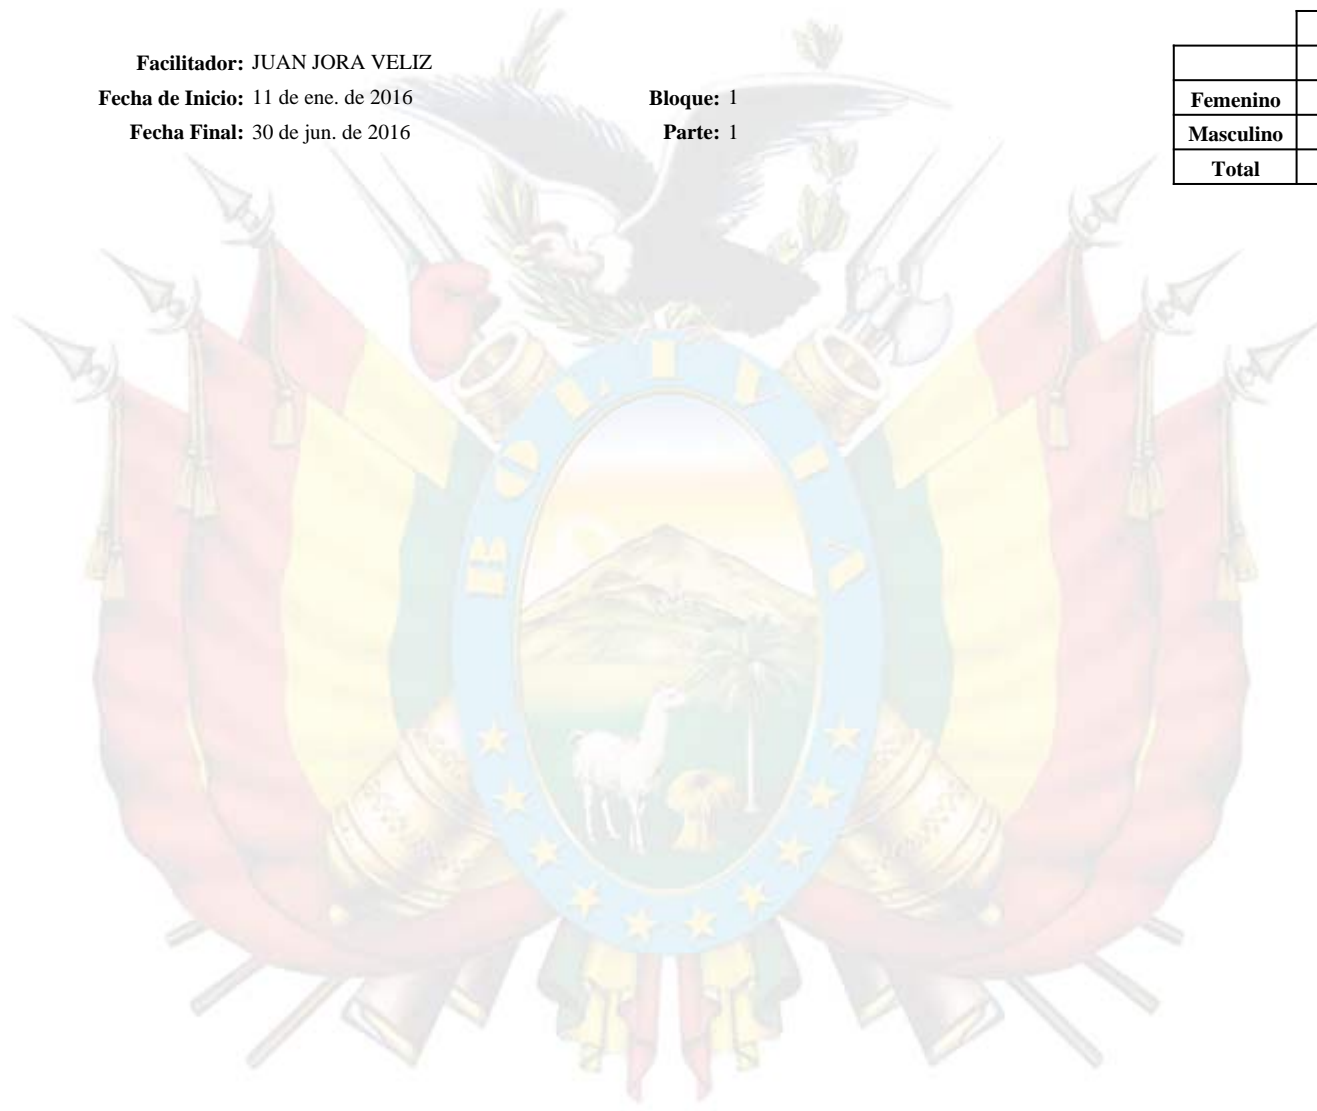 Facilitador: JUAN JORA VELIZ
Fecha de Inicio: 11 de ene. de 2016 Bloque: 1
Fecha Final: 30 de jun. de 2016 Parte: 1
Femenino
Masculino
Total
BOLIVIA